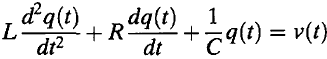 L d²q(t)/dt² + R dq(t)/dt + 1/C q(t) = v(t)